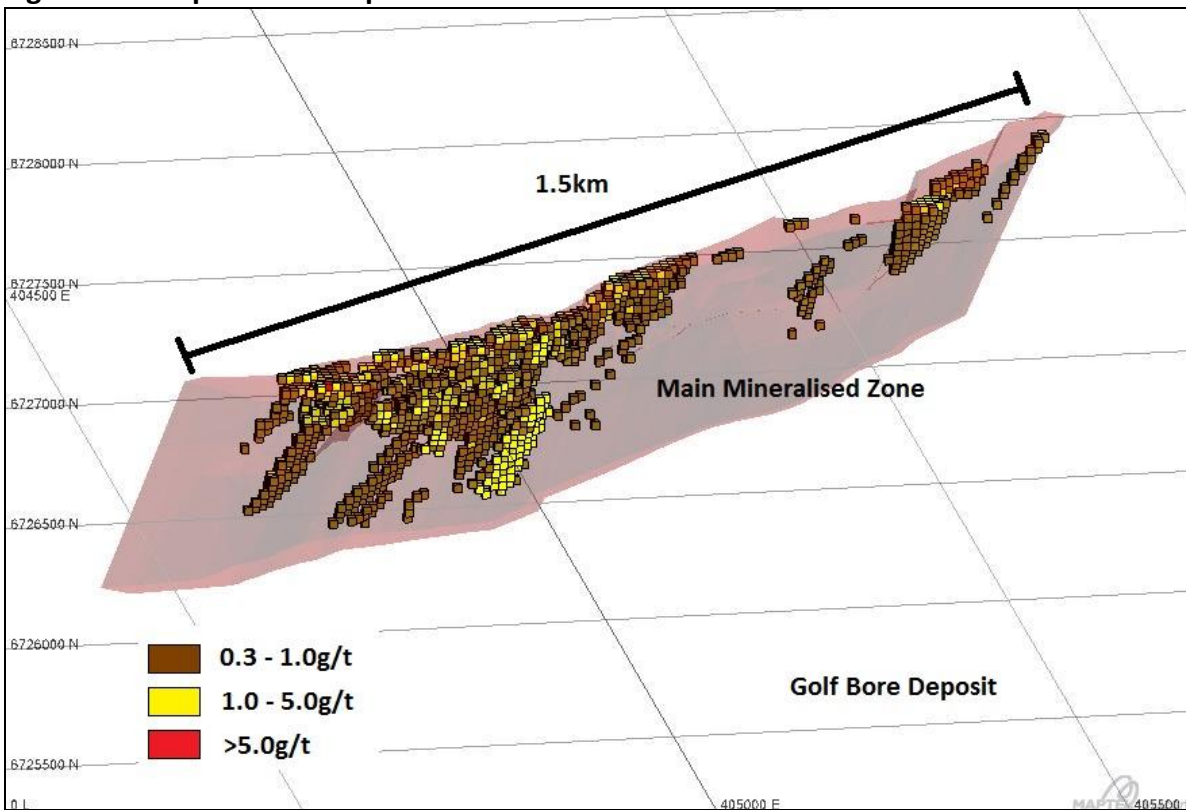 6728500 N
6728000 N
1.5km
6727500 N
404500 E
6727000 N
Main Mineralised Zone
6726500 N
6726000 N
0.3 - 1.0g/t
1.0 - 5.0g/t
Golf Bore Deposit
>5.0g/t
6725500 N
0 L
405000 E
MAPTEK
405500